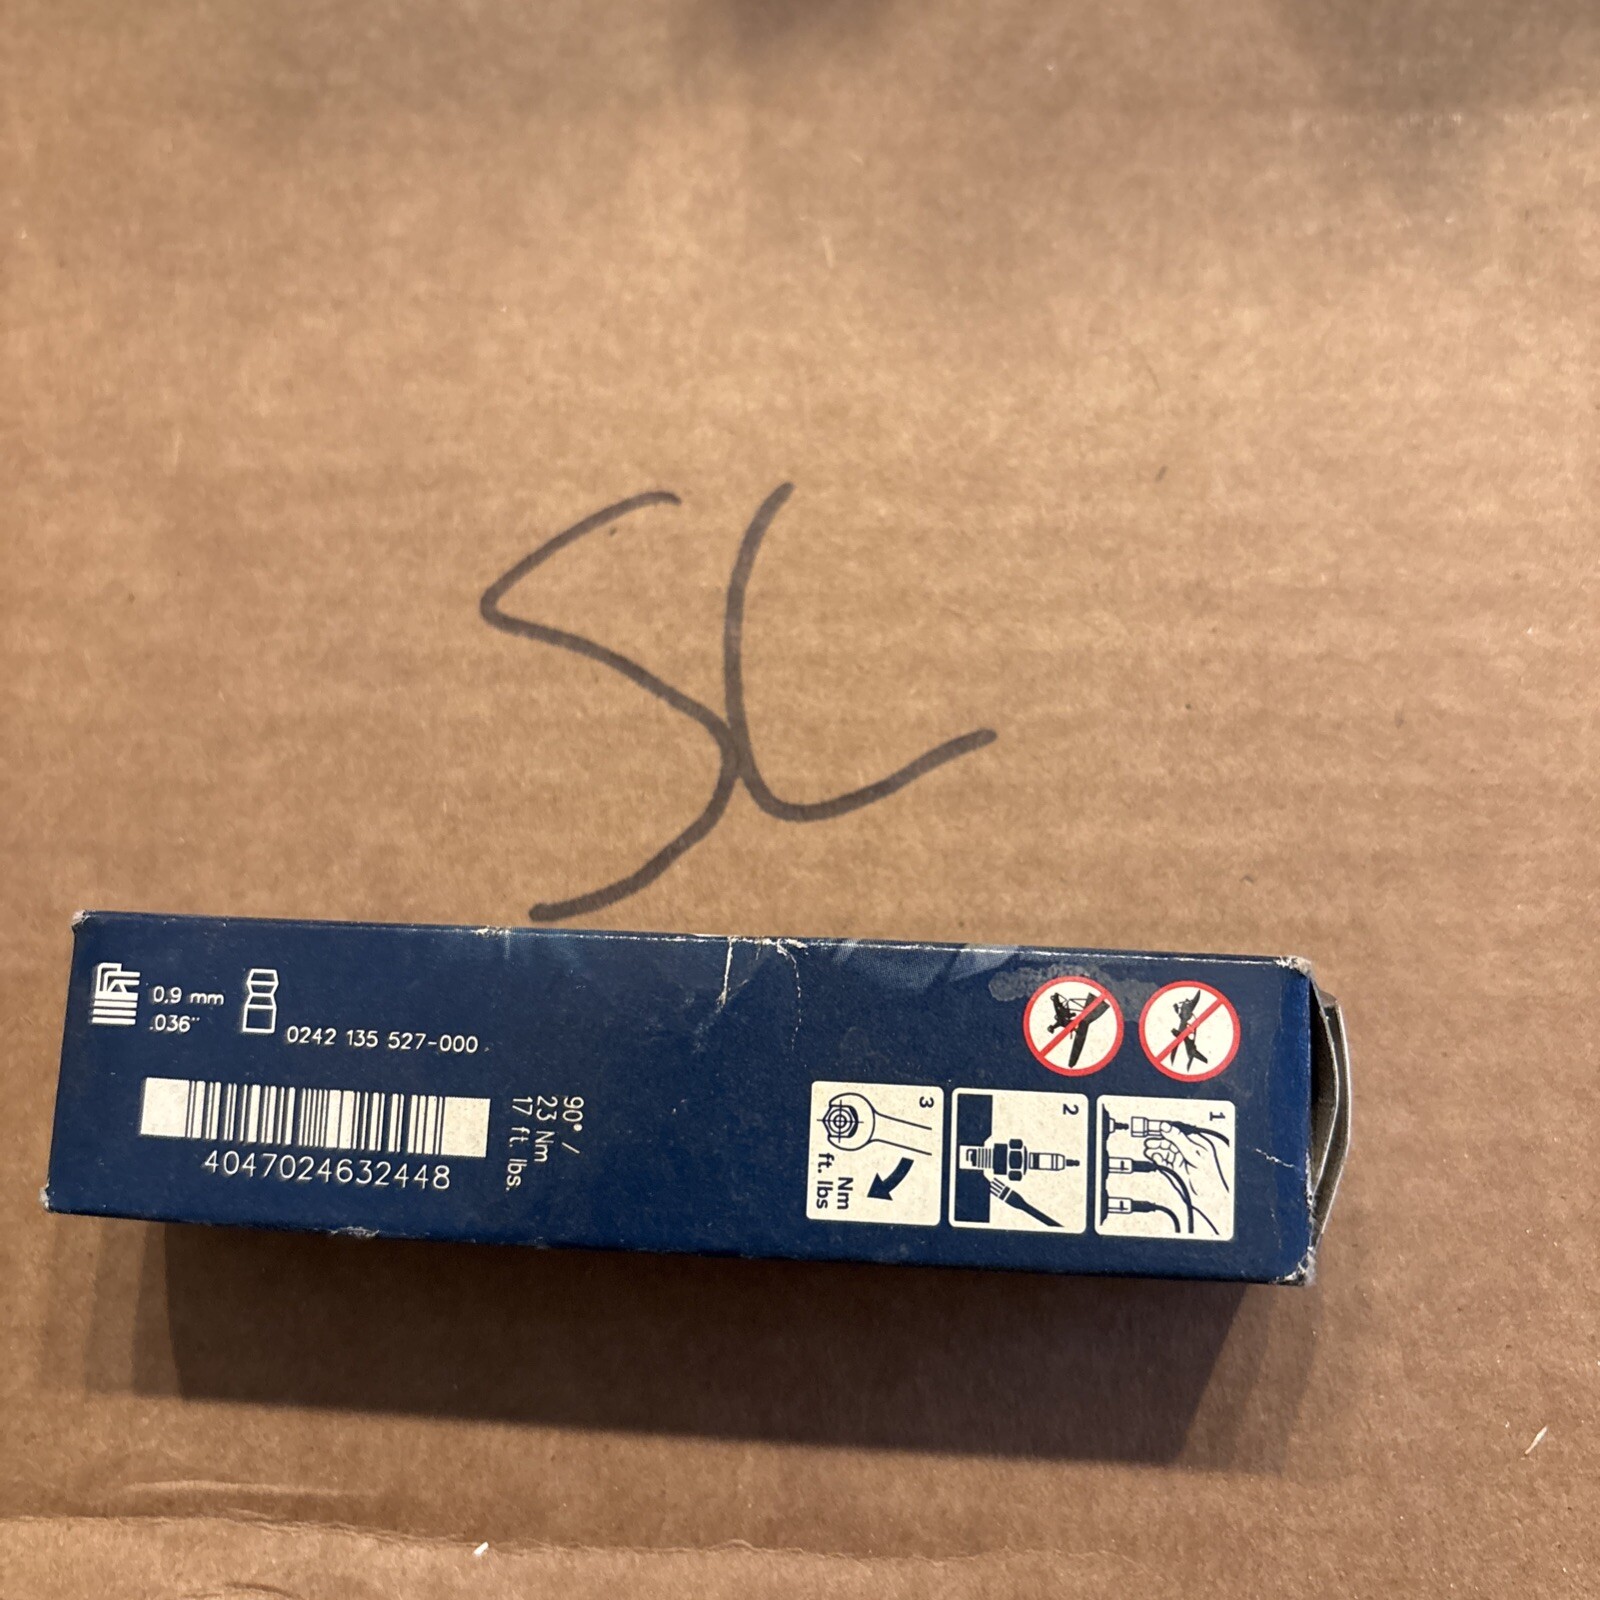 SL
0.9 mm
.036"
0242 135 527-000
4047024632448
90° /
23 Nm
17 ft. lbs.
3
Nm
ft. lbs
2
1